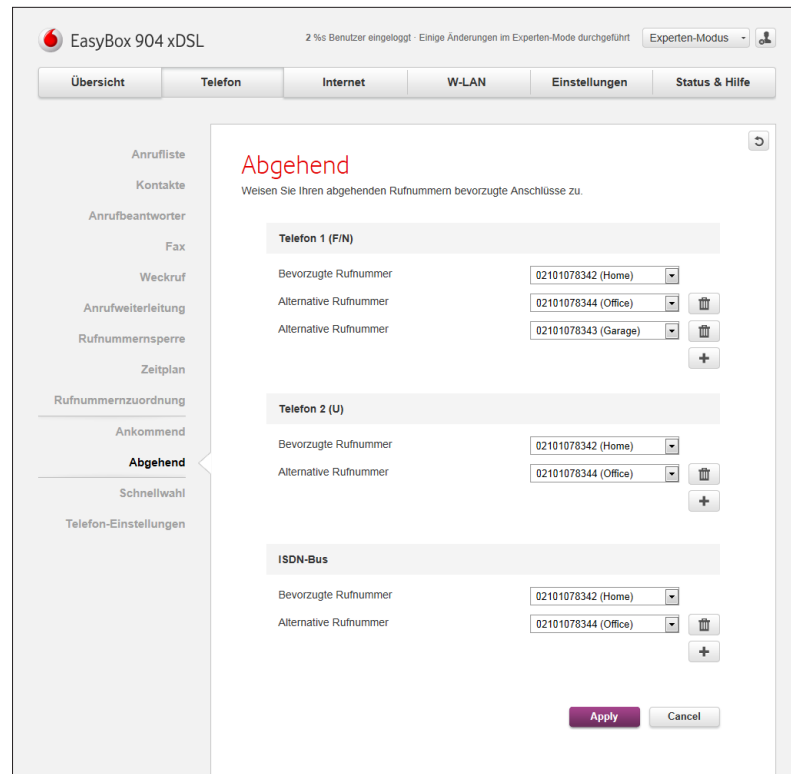 EasyBox 904 xDSL
2 %s Benutzer eingeloggt · Einige Änderungen im Experten-Mode durchgeführt
Experten-Modus
Übersicht
Telefon
Internet
W-LAN
Einstellungen
Status & Hilfe
Anrufliste
Kontakte
Anrufbeantworter
Fax
Weckruf
Anrufweiterleitung
Rufnummernsperre
Zeitplan
Rufnummernzuordnung
Ankommend
Abgehend
Schnellwahl
Telefon-Einstellungen
Abgehend
Weisen Sie Ihren abgehenden Rufnummern bevorzugte Anschlüsse zu.
Telefon 1 (F/N)
Bevorzugte Rufnummer 02101078342 (Home)
Alternative Rufnummer 02101078344 (Office)
Alternative Rufnummer 02101078343 (Garage)
Telefon 2 (U)
Bevorzugte Rufnummer 02101078342 (Home)
Alternative Rufnummer 02101078344 (Office)
ISDN-Bus
Bevorzugte Rufnummer 02101078342 (Home)
Alternative Rufnummer 02101078344 (Office)
Apply
Cancel